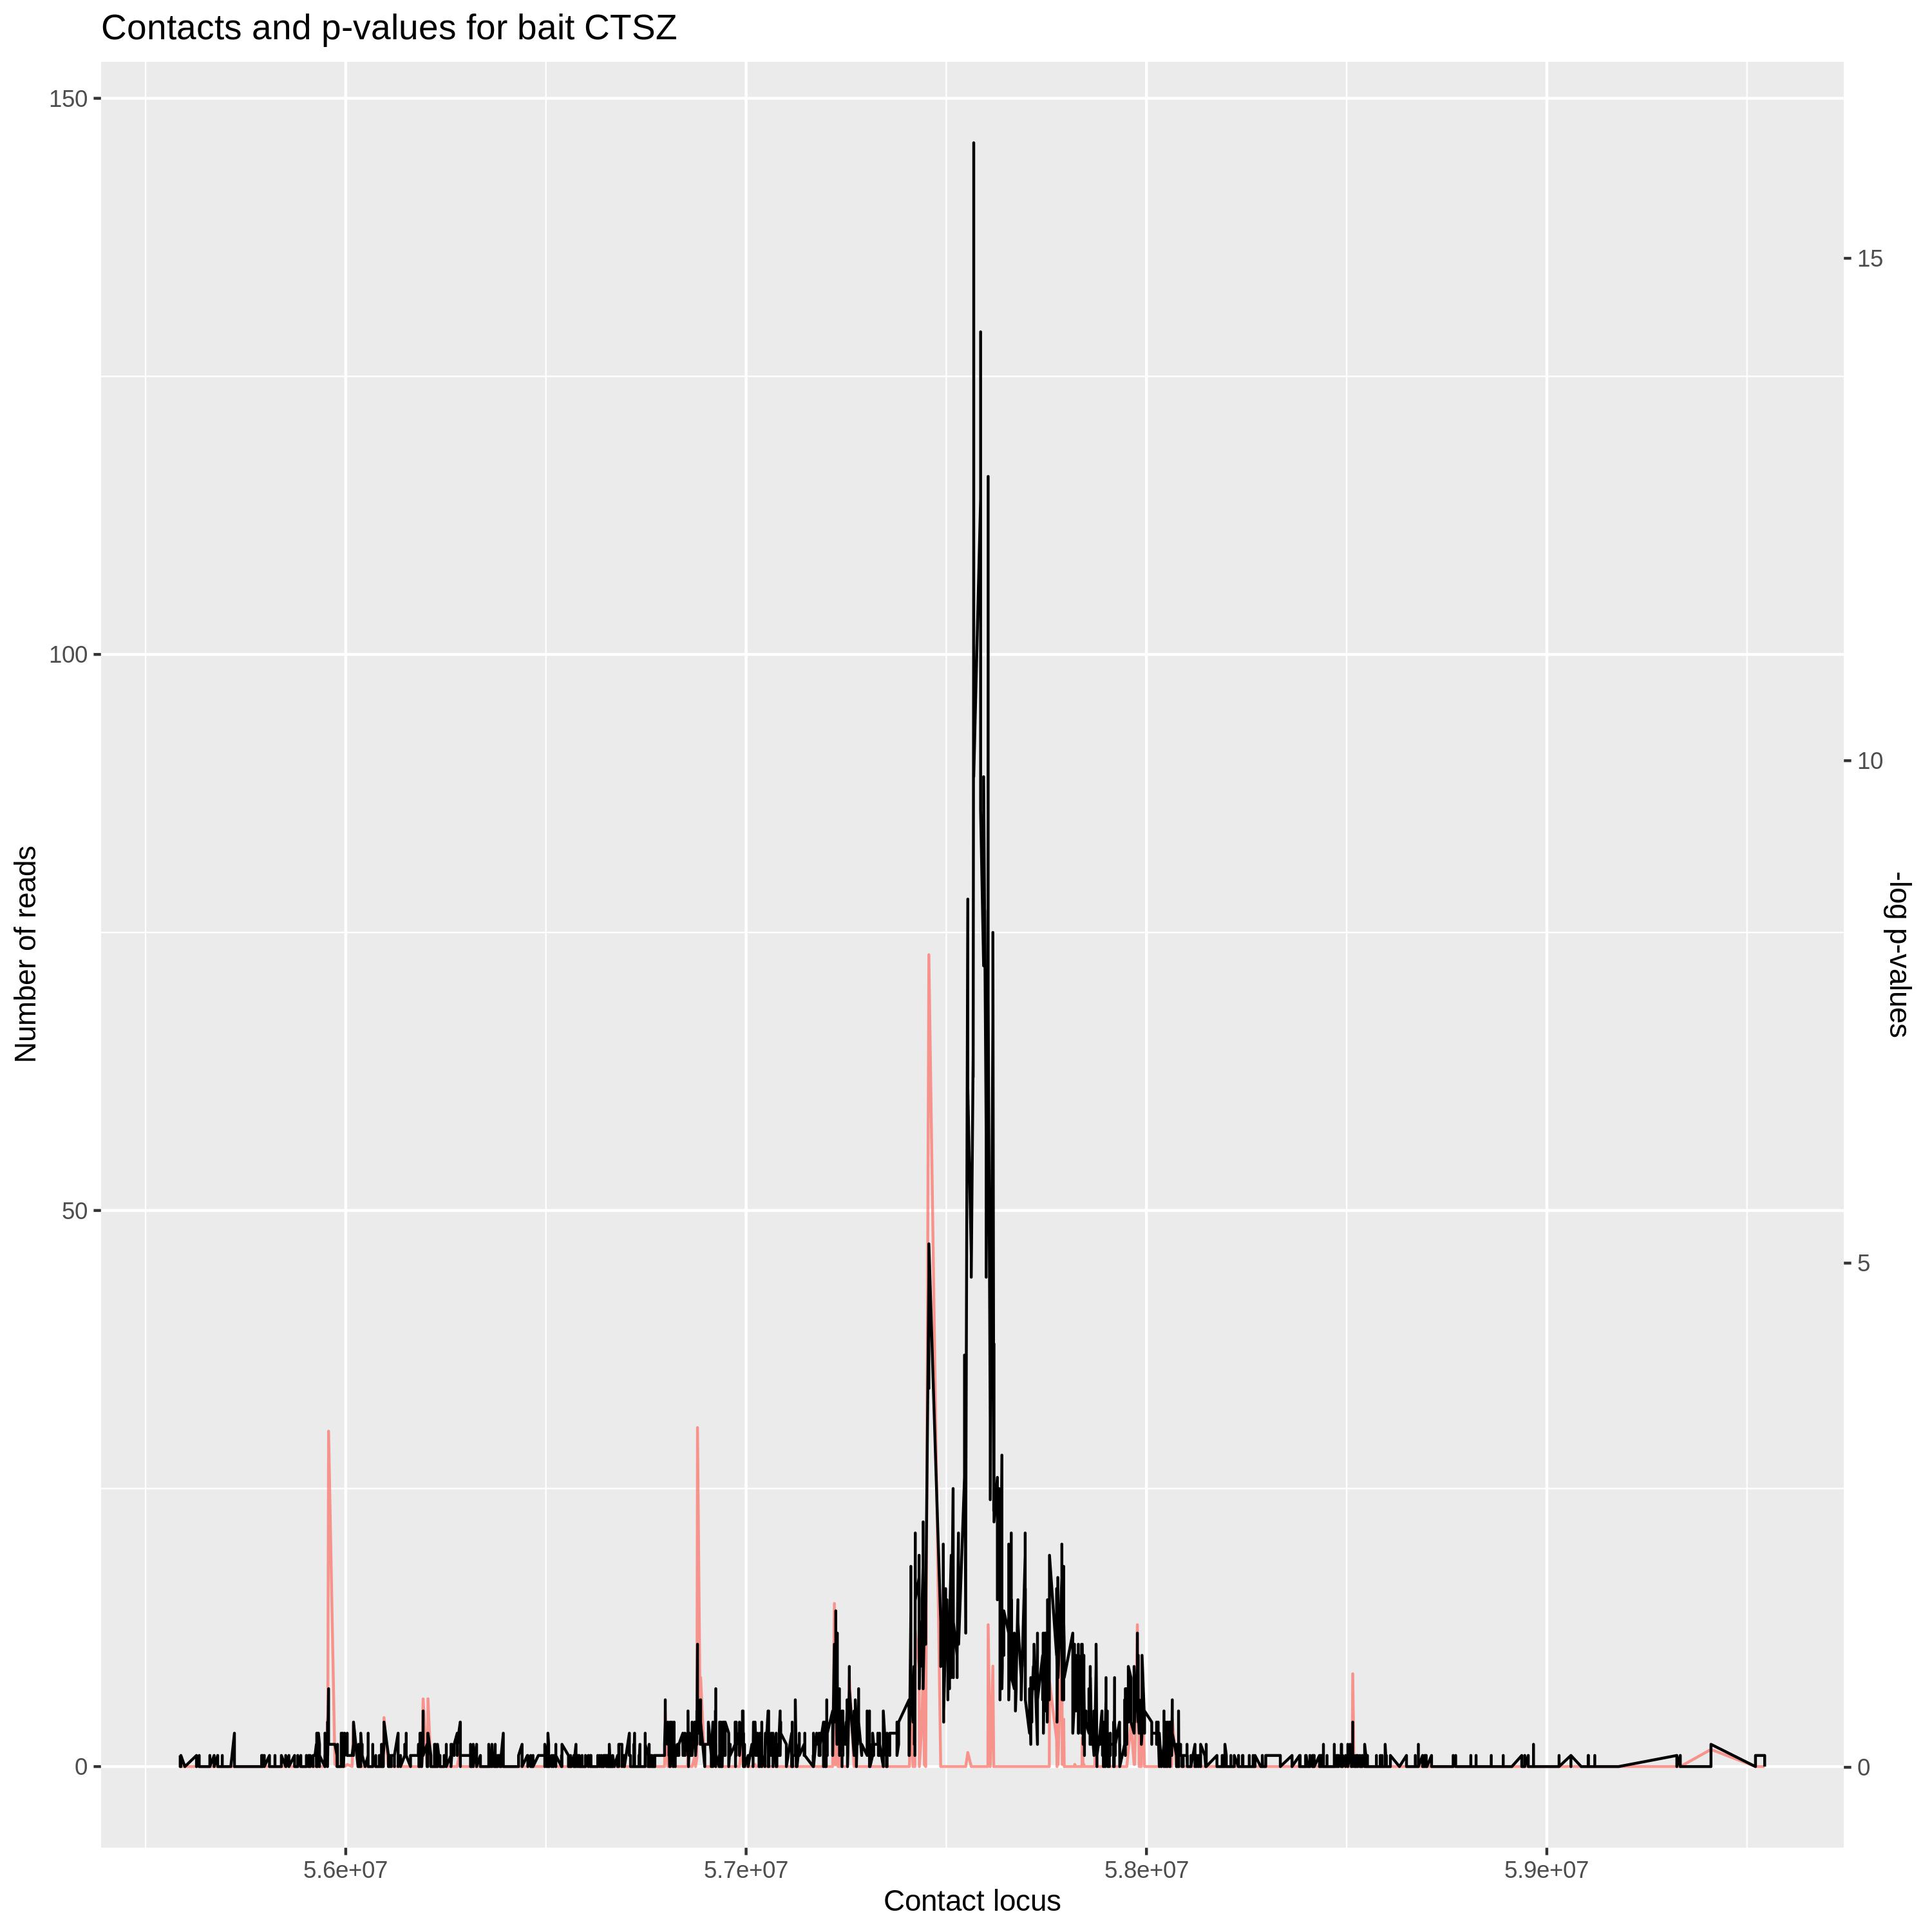 Contacts and p-values for bait CTSZ
150
100
50
0
Number of reads
15
10
5
0
-log p-values
5.6e+07
5.7e+07
5.8e+07
5.9e+07
Contact locus